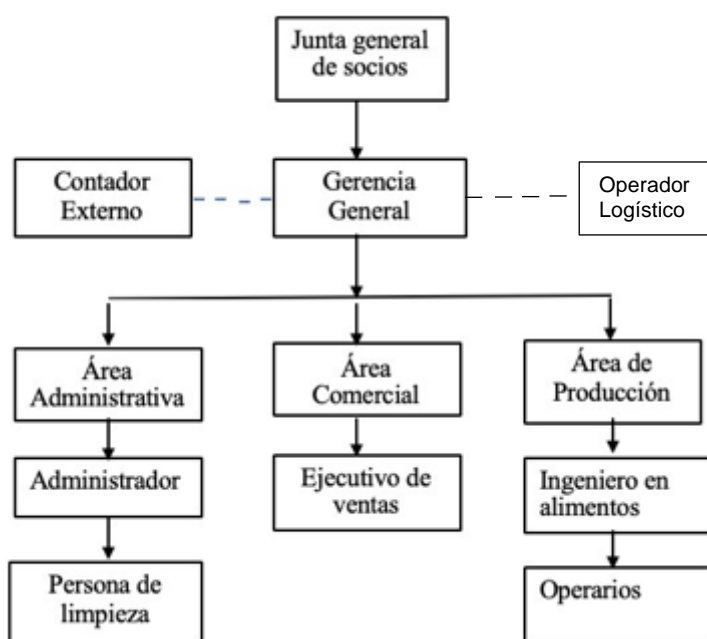 Junta general
de socios
Contador
Externo
Gerencia
General
Operador
Logístico
Área
Administrativa
Área
Comercial
Área de
Producción
Administrador
Ejecutivo de
ventas
Ingeniero en
alimentos
Persona de
limpieza
Operarios